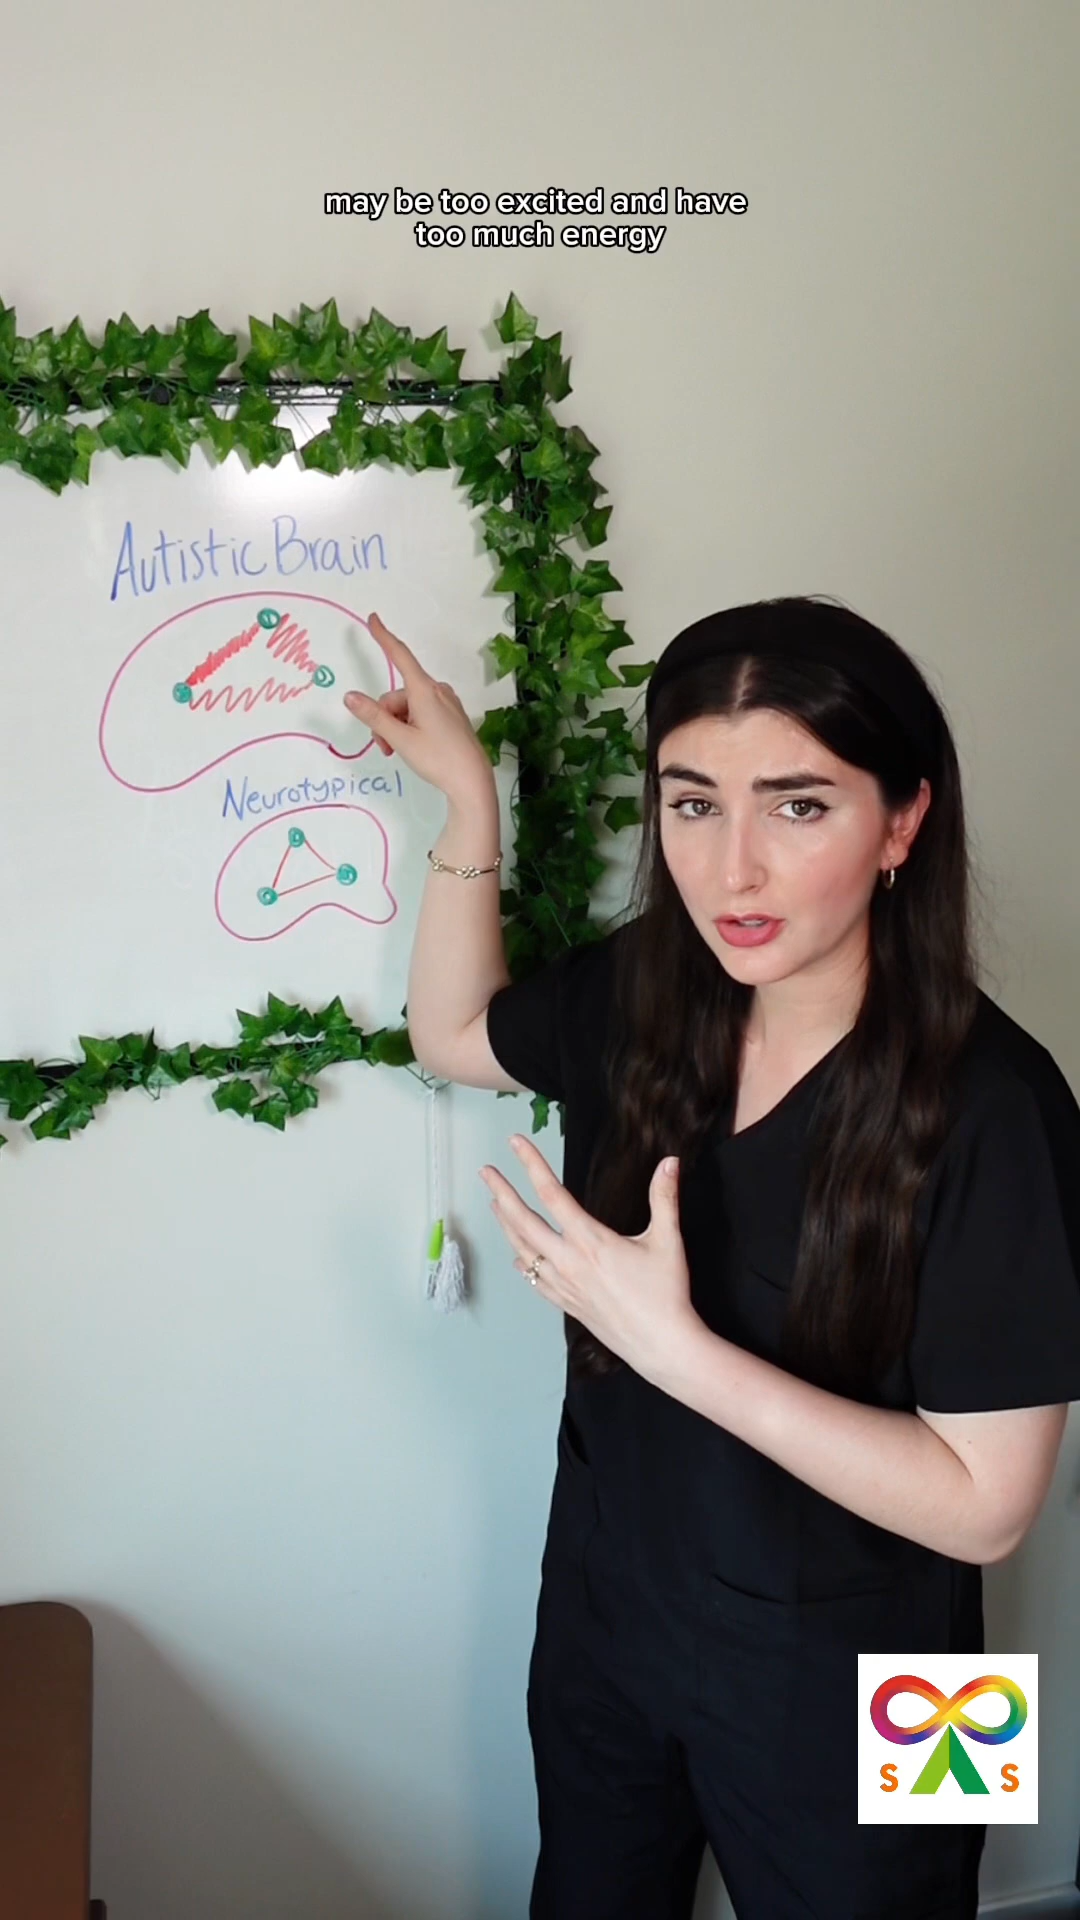 may be too excited and have
too much energy
Autistic Brain
Neurotypical
S S